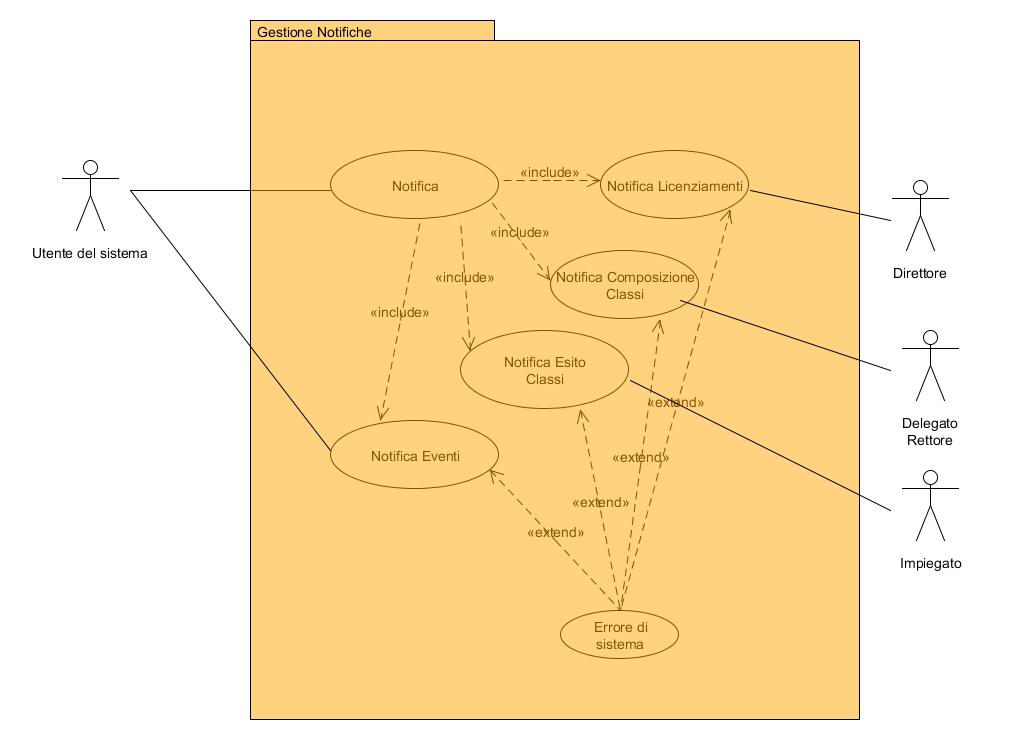 Gestione Notifiche
Utente del sistema
Notifica
«include»
Notifica Licenziamenti
Direttore
«include»
Notifica Composizione
Classi
«include»
«include»
Notifica Esito
Classi
«extend»
Delegato
Rettore
Notifica Eventi
«extend»
«extend»
«extend»
Impiegato
Errore di
sistema